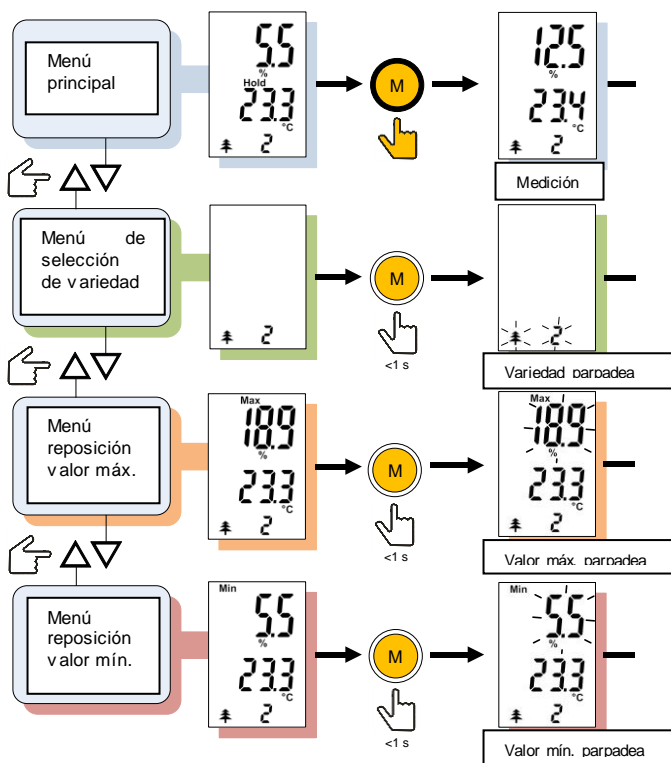 Menú
principal
5.5
%
Hold
23.3
°C
2
M
12.5
%
23.4
°C
2
Medición
Menú de
selección
de variedad
2
M
<1 s
2
Variedad parpadea
Menú
reposición
valor máx.
Max
18.9
%
23.3
°C
2
M
<1 s
Max
18.9
%
23.3
°C
2
Valor máx. parpadea
Menú
reposición
valor mín.
Min
5.5
%
23.3
°C
2
M
<1 s
Min
5.5
%
23.3
°C
2
Valor mín. parpadea